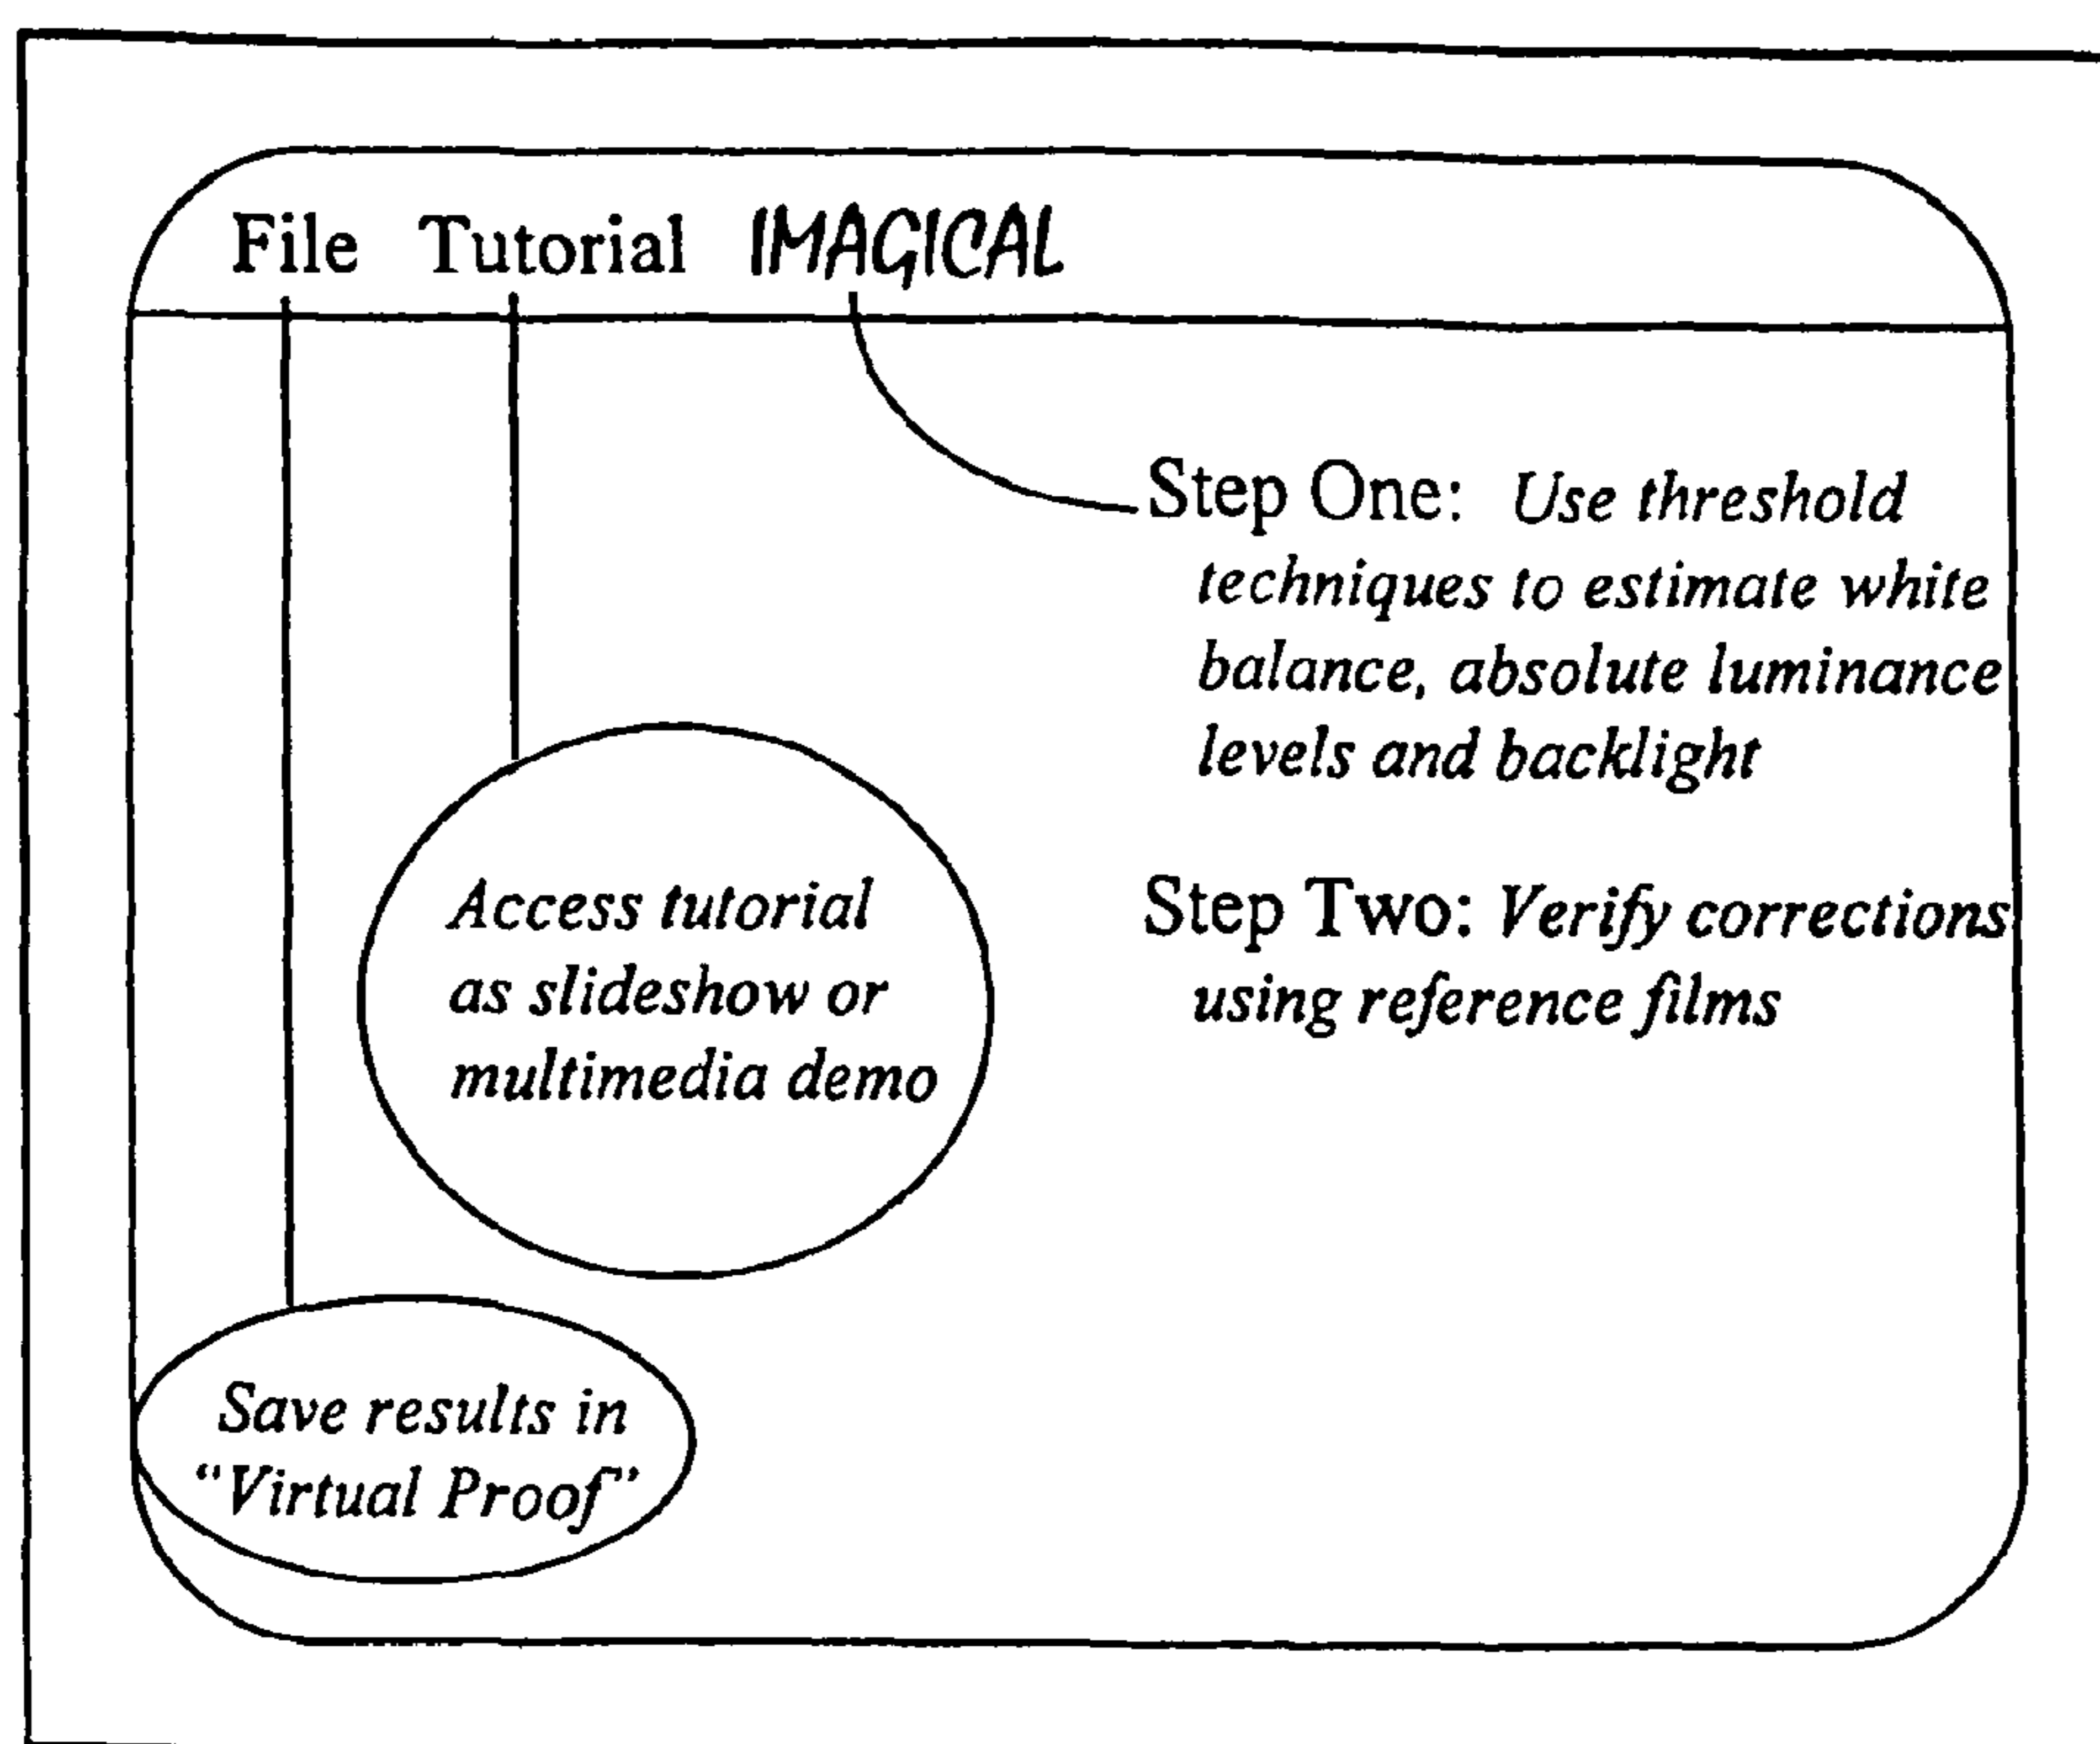 File Tutorial IMAGICAL
Step One: Use threshold
techniques to estimate white
balance, absolute luminance
levels and backlight
Step Two: Verify corrections
using reference films
Access tutorial
as slideshow or
multimedia demo
Save results in
“Virtual Proof”